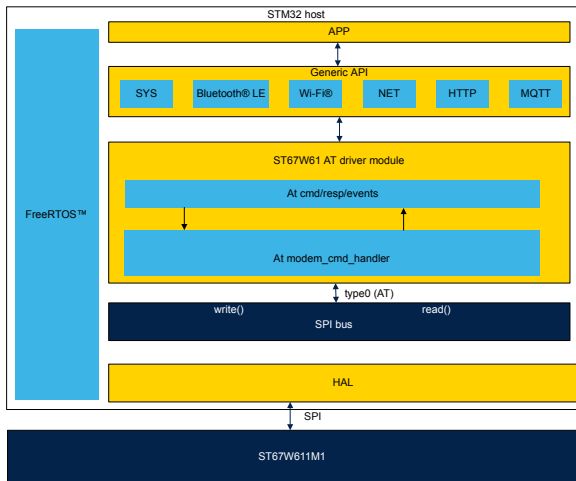 STM32 host
APP
Generic API
SYS
Bluetooth® LE
Wi-Fi®
NET
HTTP
MQTT
ST67W61 AT driver module
At cmd/resp/events
FreeRTOS™
At modem_cmd_handler
type0 (AT)
write()
read()
SPI bus
HAL
SPI
ST67W611M1